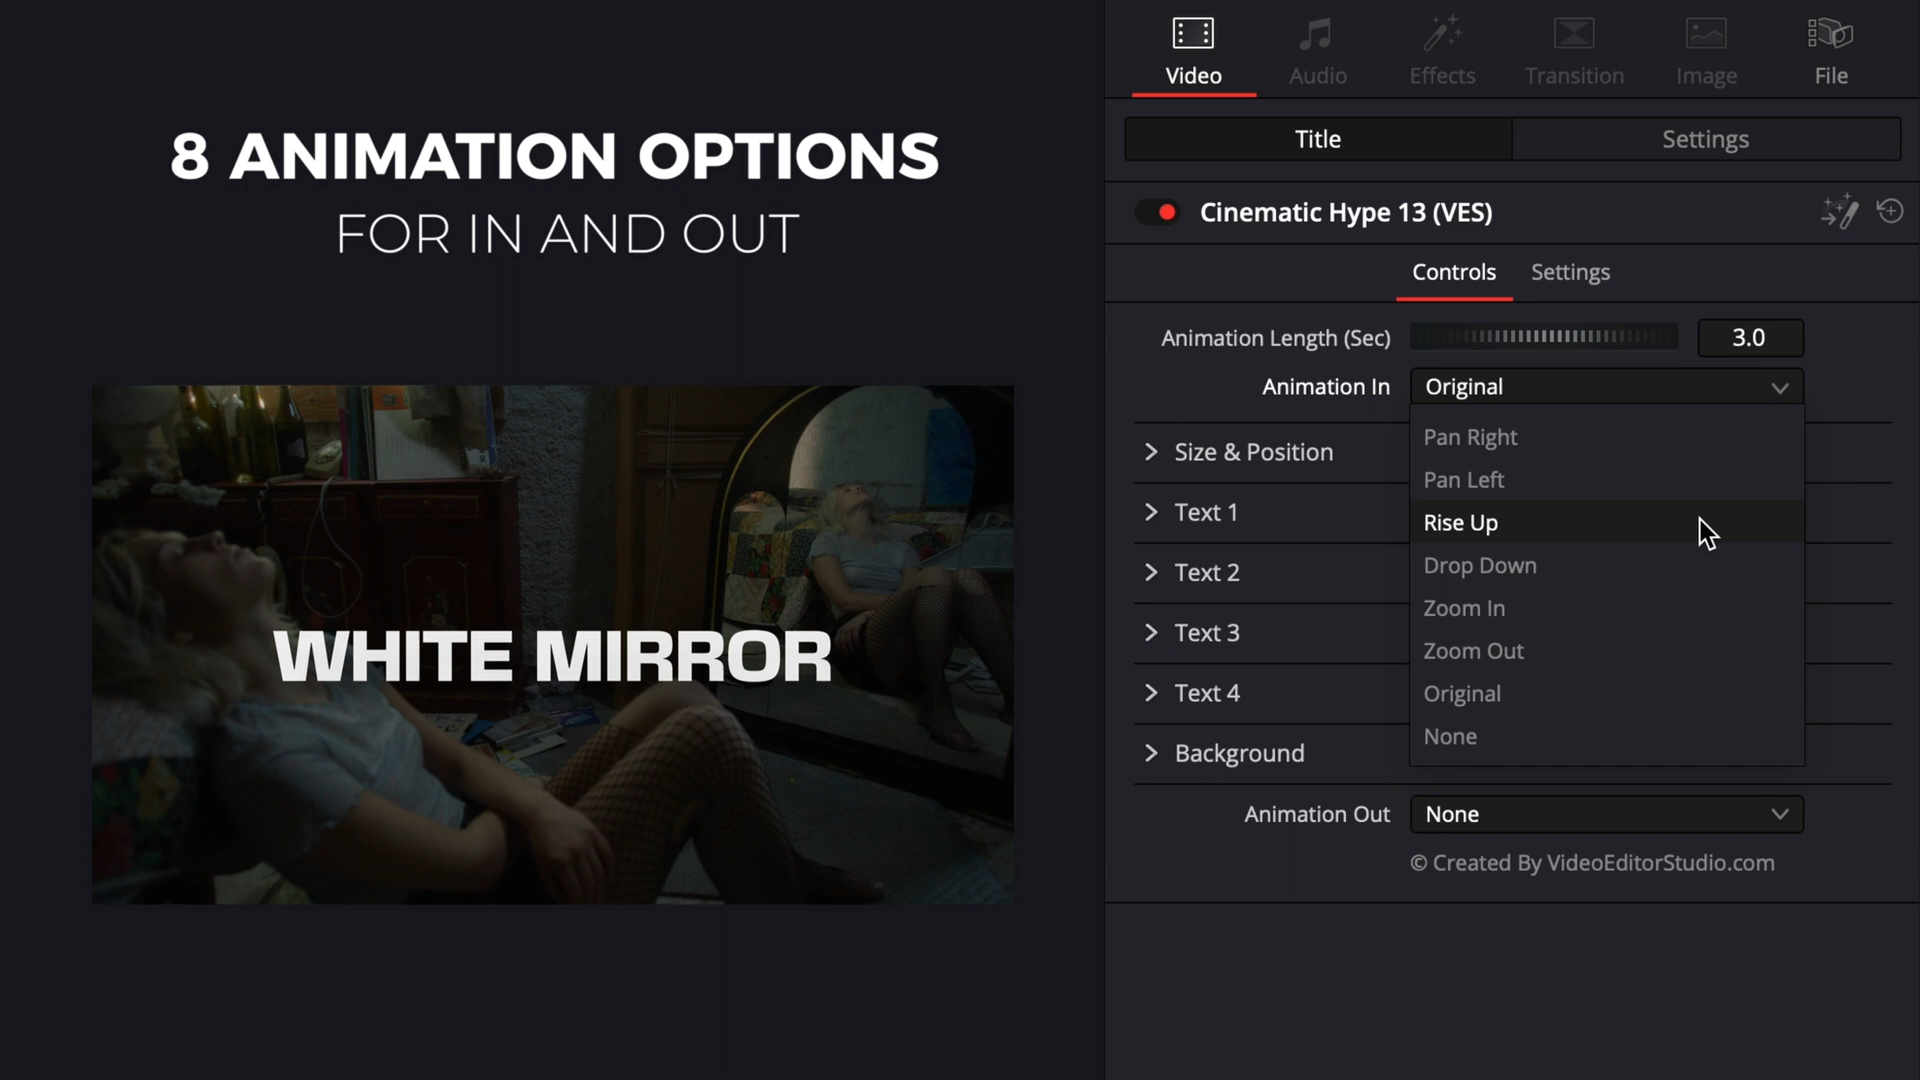 8 ANIMATION OPTIONS
FOR IN AND OUT
WHITE MIRROR
Video
Audio
Effects
Transition
Image
File
Title
Settings
Cinematic Hype 13 (VES)
Controls
Settings
Animation Length (Sec)
3.0
Animation In
Original
Pan Right
Pan Left
Rise Up
Drop Down
Zoom In
Zoom Out
Original
None
Size & Position
Text 1
Text 2
Text 3
Text 4
Background
Animation Out
None
© Created By VideoEditorStudio.com